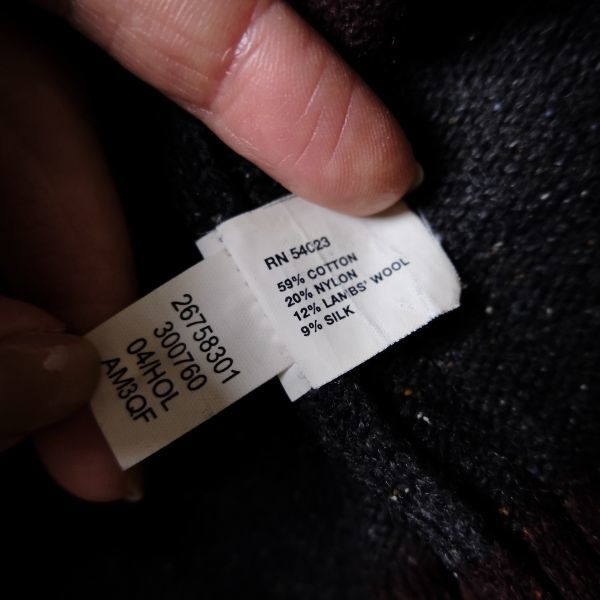 RN 54023
59% COTTON
20% NYLON
12% LAMBS' WOOL
9% SILK
26758301
300760
04/HOL
AM3QF